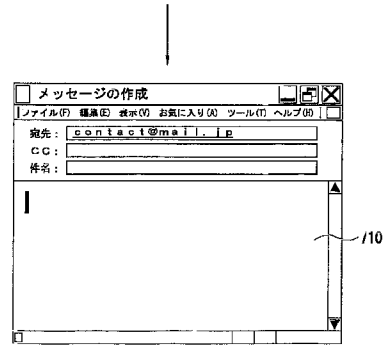 メッセージの作成
ファイル(F) 編集(E) 表示(V) お気に入り(A) ツール(T) ヘルプ(H)
宛先: contact@mail.jp
CC:
件名:
110